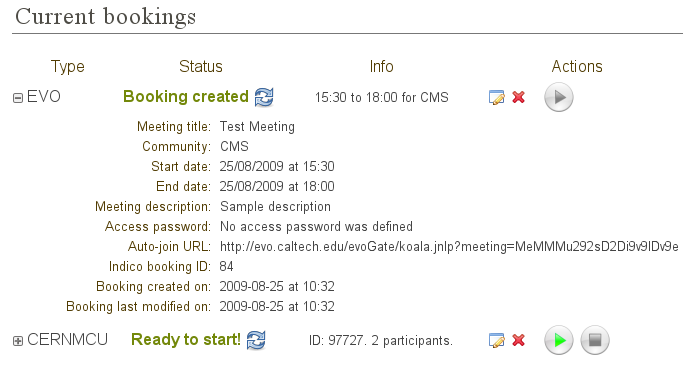 Current bookings
Type Status Info Actions
EVO Booking created 15:30 to 18:00 for CMS
Meeting title: Test Meeting
Community: CMS
Start date: 25/08/2009 at 15:30
End date: 25/08/2009 at 18:00
Meeting description: Sample description
Access password: No access password was defined
Auto-join URL: http://evo.caltech.edu/evoGate/koala.jnlp?meeting=MeMMMu292sD2Di9v9lDv9e
Indico booking ID: 84
Booking created on: 2009-08-25 at 10:32
Booking last modified on: 2009-08-25 at 10:32
CERNMCU Ready to start! ID: 97727. 2 participants.